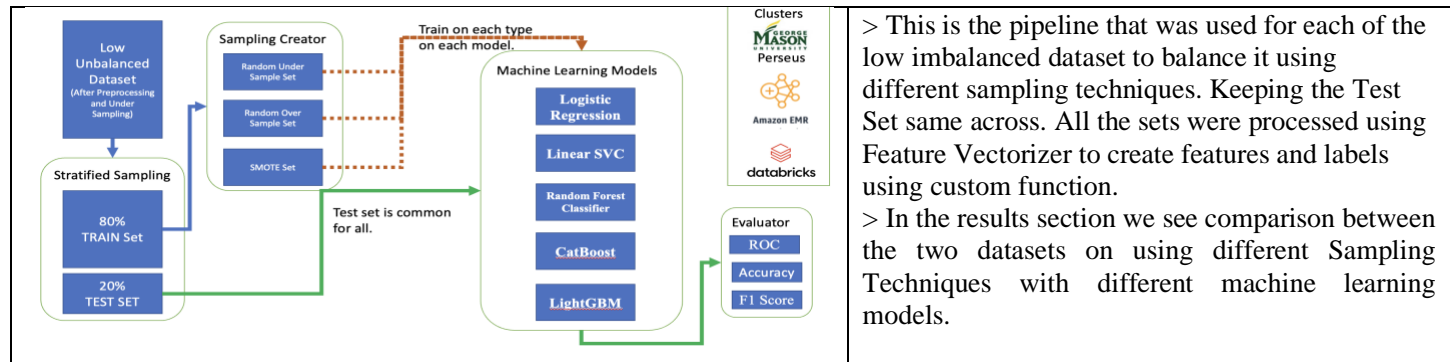 Low
Unbalanced
Dataset
(After Preprocessing
and Under
Sampling)
Stratified Sampling
80%
TRAIN Set
20%
TEST SET
Sampling Creator
Random Under
Sample Set
Random Over
Sample Set
SMOTE Set
Train on each type
on each model.
Test set is common
for all.
Machine Learning Models
Logistic
Regression
Linear SVC
Random Forest
Classifier
CatBoost
LightGBM
Clusters
GEORGE
MASON
UNIVERSITY
Perseus
Amazon EMR
databricks
Evaluator
ROC
Accuracy
F1 Score
> This is the pipeline that was used for each of the
low imbalanced dataset to balance it using
different sampling techniques. Keeping the Test
Set same across. All the sets were processed using
Feature Vectorizer to create features and labels
using custom function.
> In the results section we see comparison between
the two datasets on using different Sampling
Techniques with different machine learning
models.